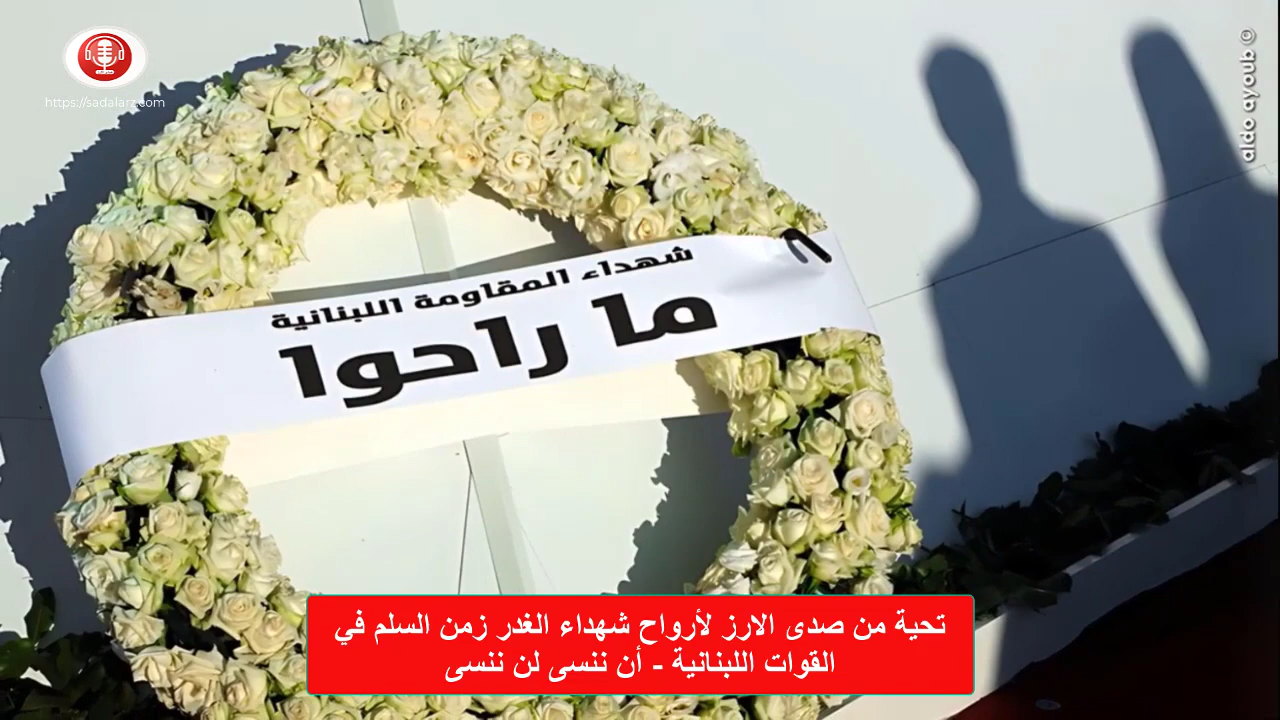 https://sadalarz.com
aldo ayoub ©
شهداء المقاومة اللبنانية
ما راحوا
تحية من صدى الارز لأرواح شهداء الغدر زمن السلم في
القوات اللبنانية - أن ننسى لن ننسى